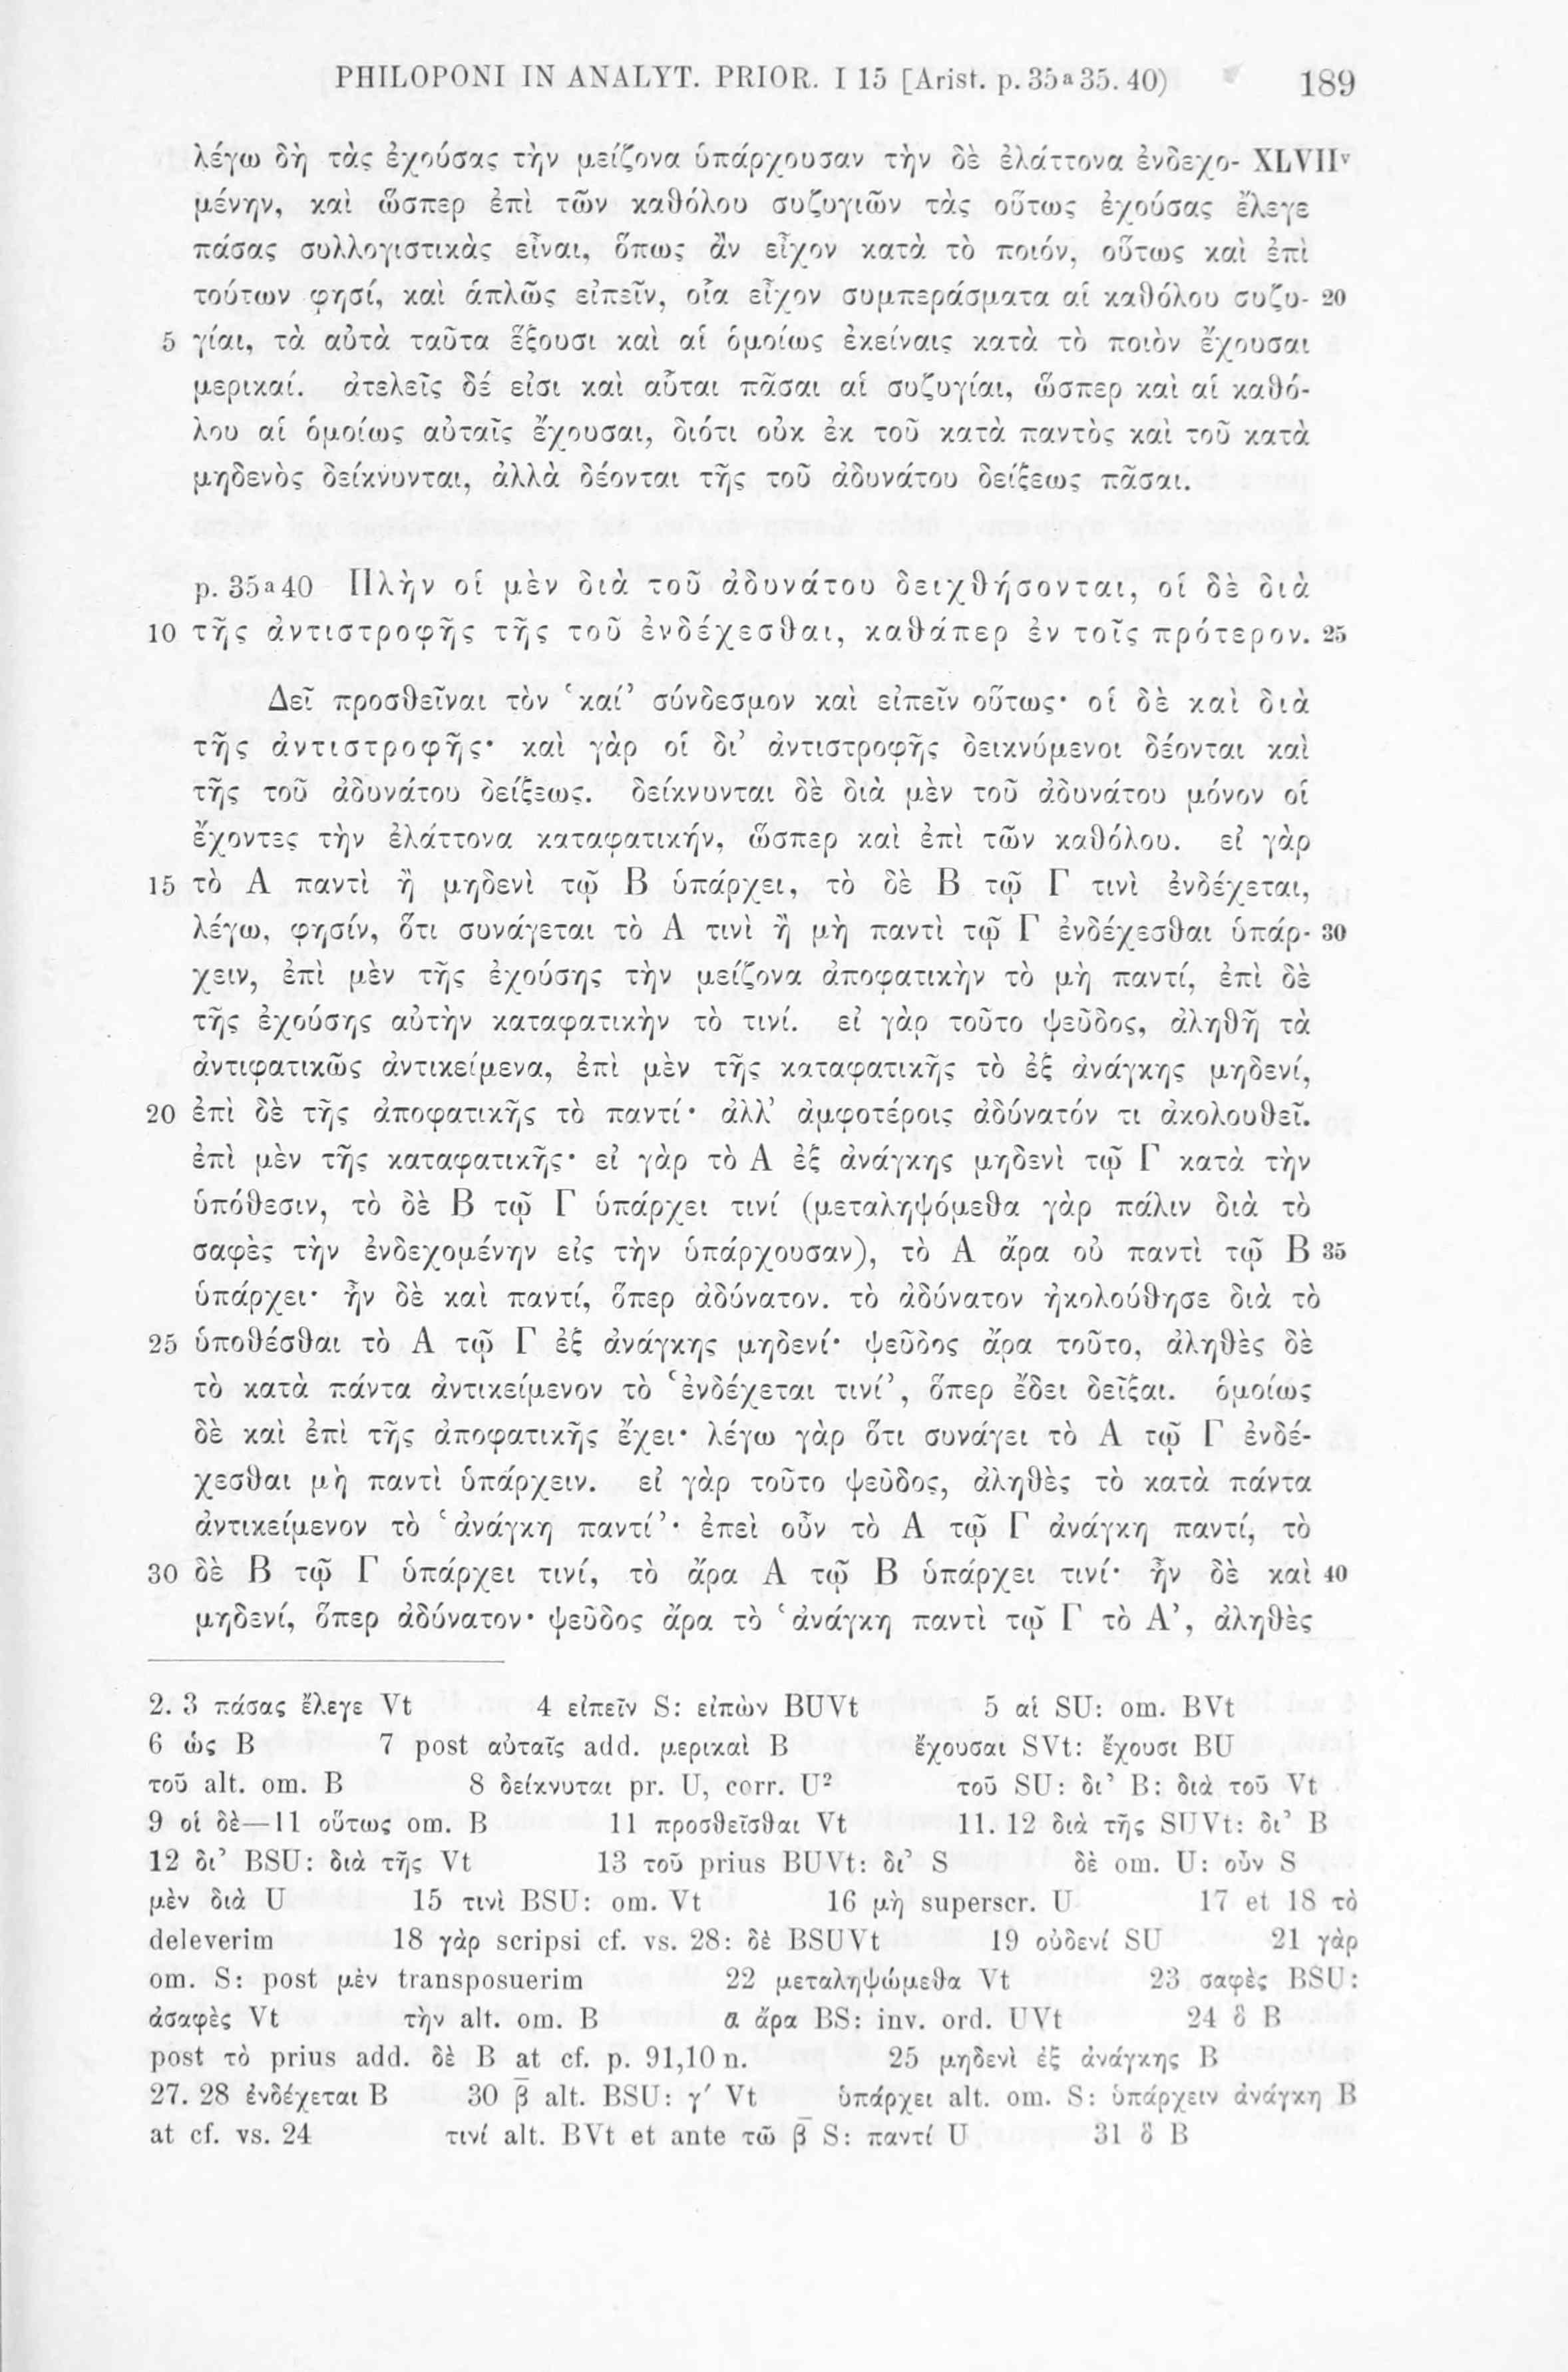 PHILOPONI IN ANALYT. PRIOR. I 15 [Arist. p. 35ª35. 40) 189
λέγω δὴ τὰς ἐχούσας τὴν μείζονα ὑπάρχουσαν τὴν δὲ ἐλάττονα ἐνδεχο- XLVIIᵛ
μένην, καὶ ὥσπερ ἐπὶ τῶν καθόλου συζυγιῶν τὰς οὕτως ἐχούσας ἔλεγε
πάσας συλλογιστικὰς εἶναι, ὅπως ἂν εἶχον κατὰ τὸ ποιόν, οὕτως καὶ ἐπὶ
τούτων φησί, καὶ ἁπλῶς εἰπεῖν, οἷα εἶχον συμπεράσματα αἱ καθόλου συζυ- 20
5 γίαι, τὰ αὐτὰ ταῦτα ἕξουσι καὶ αἱ ὁμοίως ἐκείναις κατὰ τὸ ποιὸν ἔχουσαι
μερικαί. ἀτελεῖς δέ εἰσι καὶ αὗται πᾶσαι αἱ συζυγίαι, ὥσπερ καὶ αἱ καθό-
λου αἱ ὁμοίως αὐταῖς ἔχουσαι, διότι οὐκ ἐκ τοῦ κατὰ παντὸς καὶ τοῦ κατὰ
μηδενὸς δείκνυνται, ἀλλὰ δέονται τῆς τοῦ ἀδυνάτου δείξεως πᾶσαι.
p. 35ª40 Πλὴν οἱ μὲν διὰ τοῦ ἀδυνάτου δειχθήσονται, οἱ δὲ διὰ
10 τῆς ἀντιστροφῆς τῆς τοῦ ἐνδέχεσθαι, καθάπερ ἐν τοῖς πρότερον. 25
Δεῖ προσθεῖναι τὸν ‘καί’ σύνδεσμον καὶ εἰπεῖν οὕτως· οἱ δὲ καὶ διὰ
τῆς ἀντιστροφῆς· καὶ γὰρ οἱ δι’ ἀντιστροφῆς δεικνύμενοι δέονται καὶ
τῆς τοῦ ἀδυνάτου δείξεως. δείκνυνται δὲ διὰ μὲν τοῦ ἀδυνάτου μόνον οἱ
ἔχοντες τὴν ἐλάττονα καταφατικήν, ὥσπερ καὶ ἐπὶ τῶν καθόλου. εἰ γὰρ
15 τὸ Α παντὶ ἢ μηδενὶ τῷ Β ὑπάρχει, τὸ δὲ Β τῷ Γ τινὶ ἐνδέχεται,
λέγω, φησίν, ὅτι συνάγεται τὸ Α τινὶ ἢ μὴ παντὶ τῷ Γ ἐνδέχεσθαι ὑπάρ- 30
χειν, ἐπὶ μὲν τῆς ἐχούσης τὴν μείζονα ἀποφατικὴν τὸ μὴ παντί, ἐπὶ δὲ
τῆς ἐχούσης αὐτὴν καταφατικὴν τὸ τινί. εἰ γὰρ τοῦτο ψεῦδος, ἀληθῆ τὰ
ἀντιφατικῶς ἀντικείμενα, ἐπὶ μὲν τῆς καταφατικῆς τὸ ἐξ ἀνάγκης μηδενί,
20 ἐπὶ δὲ τῆς ἀποφατικῆς τὸ παντί· ἀλλ’ ἀμφοτέροις ἀδύνατόν τι ἀκολουθεῖ.
ἐπὶ μὲν τῆς καταφατικῆς· εἰ γὰρ τὸ Α ἐξ ἀνάγκης μηδενὶ τῷ Γ κατὰ τὴν
ὑπόθεσιν, τὸ δὲ Β τῷ Γ ὑπάρχει τινί (μεταληψόμεθα γὰρ πάλιν διὰ τὸ
σαφὲς τὴν ἐνδεχομένην εἰς τὴν ὑπάρχουσαν), τὸ Α ἄρα οὐ παντὶ τῷ Β 35
ὑπάρχει· ἦν δὲ καὶ παντί, ὅπερ ἀδύνατον. τὸ ἀδύνατον ἠκολούθησε διὰ τὸ
25 ὑποθέσθαι τὸ Α τῷ Γ ἐξ ἀνάγκης μηδενί· ψεῦδος ἄρα τοῦτο, ἀληθὲς δὲ
τὸ κατὰ πάντα ἀντικείμενον τὸ ‘ἐνδέχεται τινί’, ὅπερ ἔδει δεῖξαι. ὁμοίως
δὲ καὶ ἐπὶ τῆς ἀποφατικῆς ἔχει· λέγω γὰρ ὅτι συνάγει τὸ Α τῷ Γ ἐνδέ-
χεσθαι μὴ παντὶ ὑπάρχειν. εἰ γὰρ τοῦτο ψεῦδος, ἀληθὲς τὸ κατὰ πάντα
ἀντικείμενον τὸ ‘ἀνάγκη παντί’· ἐπεὶ οὖν τὸ Α τῷ Γ ἀνάγκη παντί, τὸ
30 δὲ Β τῷ Γ ὑπάρχει τινί, τὸ ἄρα Α τῷ Β ὑπάρχει τινί· ἦν δὲ καὶ 40
μηδενί, ὅπερ ἀδύνατον· ψεῦδος ἄρα τὸ ‘ἀνάγκη παντὶ τῷ Γ τὸ Α’, ἀληθὲς
2. 3 πάσας ἔλεγε Vt 4 εἰπεῖν S: εἰπὼν BUVt 5 αἱ SU: om. BVt
6 ὡς B 7 post αὐταῖς add. μερικαὶ B ἔχουσαι SVt: ἔχουσι BU
τοῦ alt. om. B 8 δείκνυται pr. U, corr. U² τοῦ SU: δι’ B: διὰ τοῦ Vt
9 οἱ δὲ—11 οὕτως om. B 11 προσθεῖσθαι Vt 11. 12 διὰ τῆς SUVt: δι’ B
12 δι’ BSU: διὰ τῆς Vt 13 τοῦ prius BUVt: δι’ S δὲ om. U: οὖν S
μὲν διὰ U 15 τινὶ BSU: om. Vt 16 μὴ superscr. U 17 et 18 τὸ
deleverim 18 γὰρ scripsi cf. vs. 28: δὲ BSUVt 19 οὐδενί SU 21 γὰρ
om. S: post μὲν transposuerim 22 μεταληψώμεθα Vt 23 σαφὲς BSU:
ἀσαφὲς Vt τὴν alt. om. B α ἄρα BS: inv. ord. UVt 24 ὃ B
post τὸ prius add. δὲ B at cf. p. 91,10 n. 25 μηδενὶ ἐξ ἀνάγκης B
27. 28 ἐνδέχεται B 30 β̄ alt. BSU: γ′ Vt ὑπάρχει alt. om. S: ὑπάρχειν ἀνάγκη B
at cf. vs. 24 τινί alt. BVt et ante τῶ β̄ S: παντί U 31 ὃ B